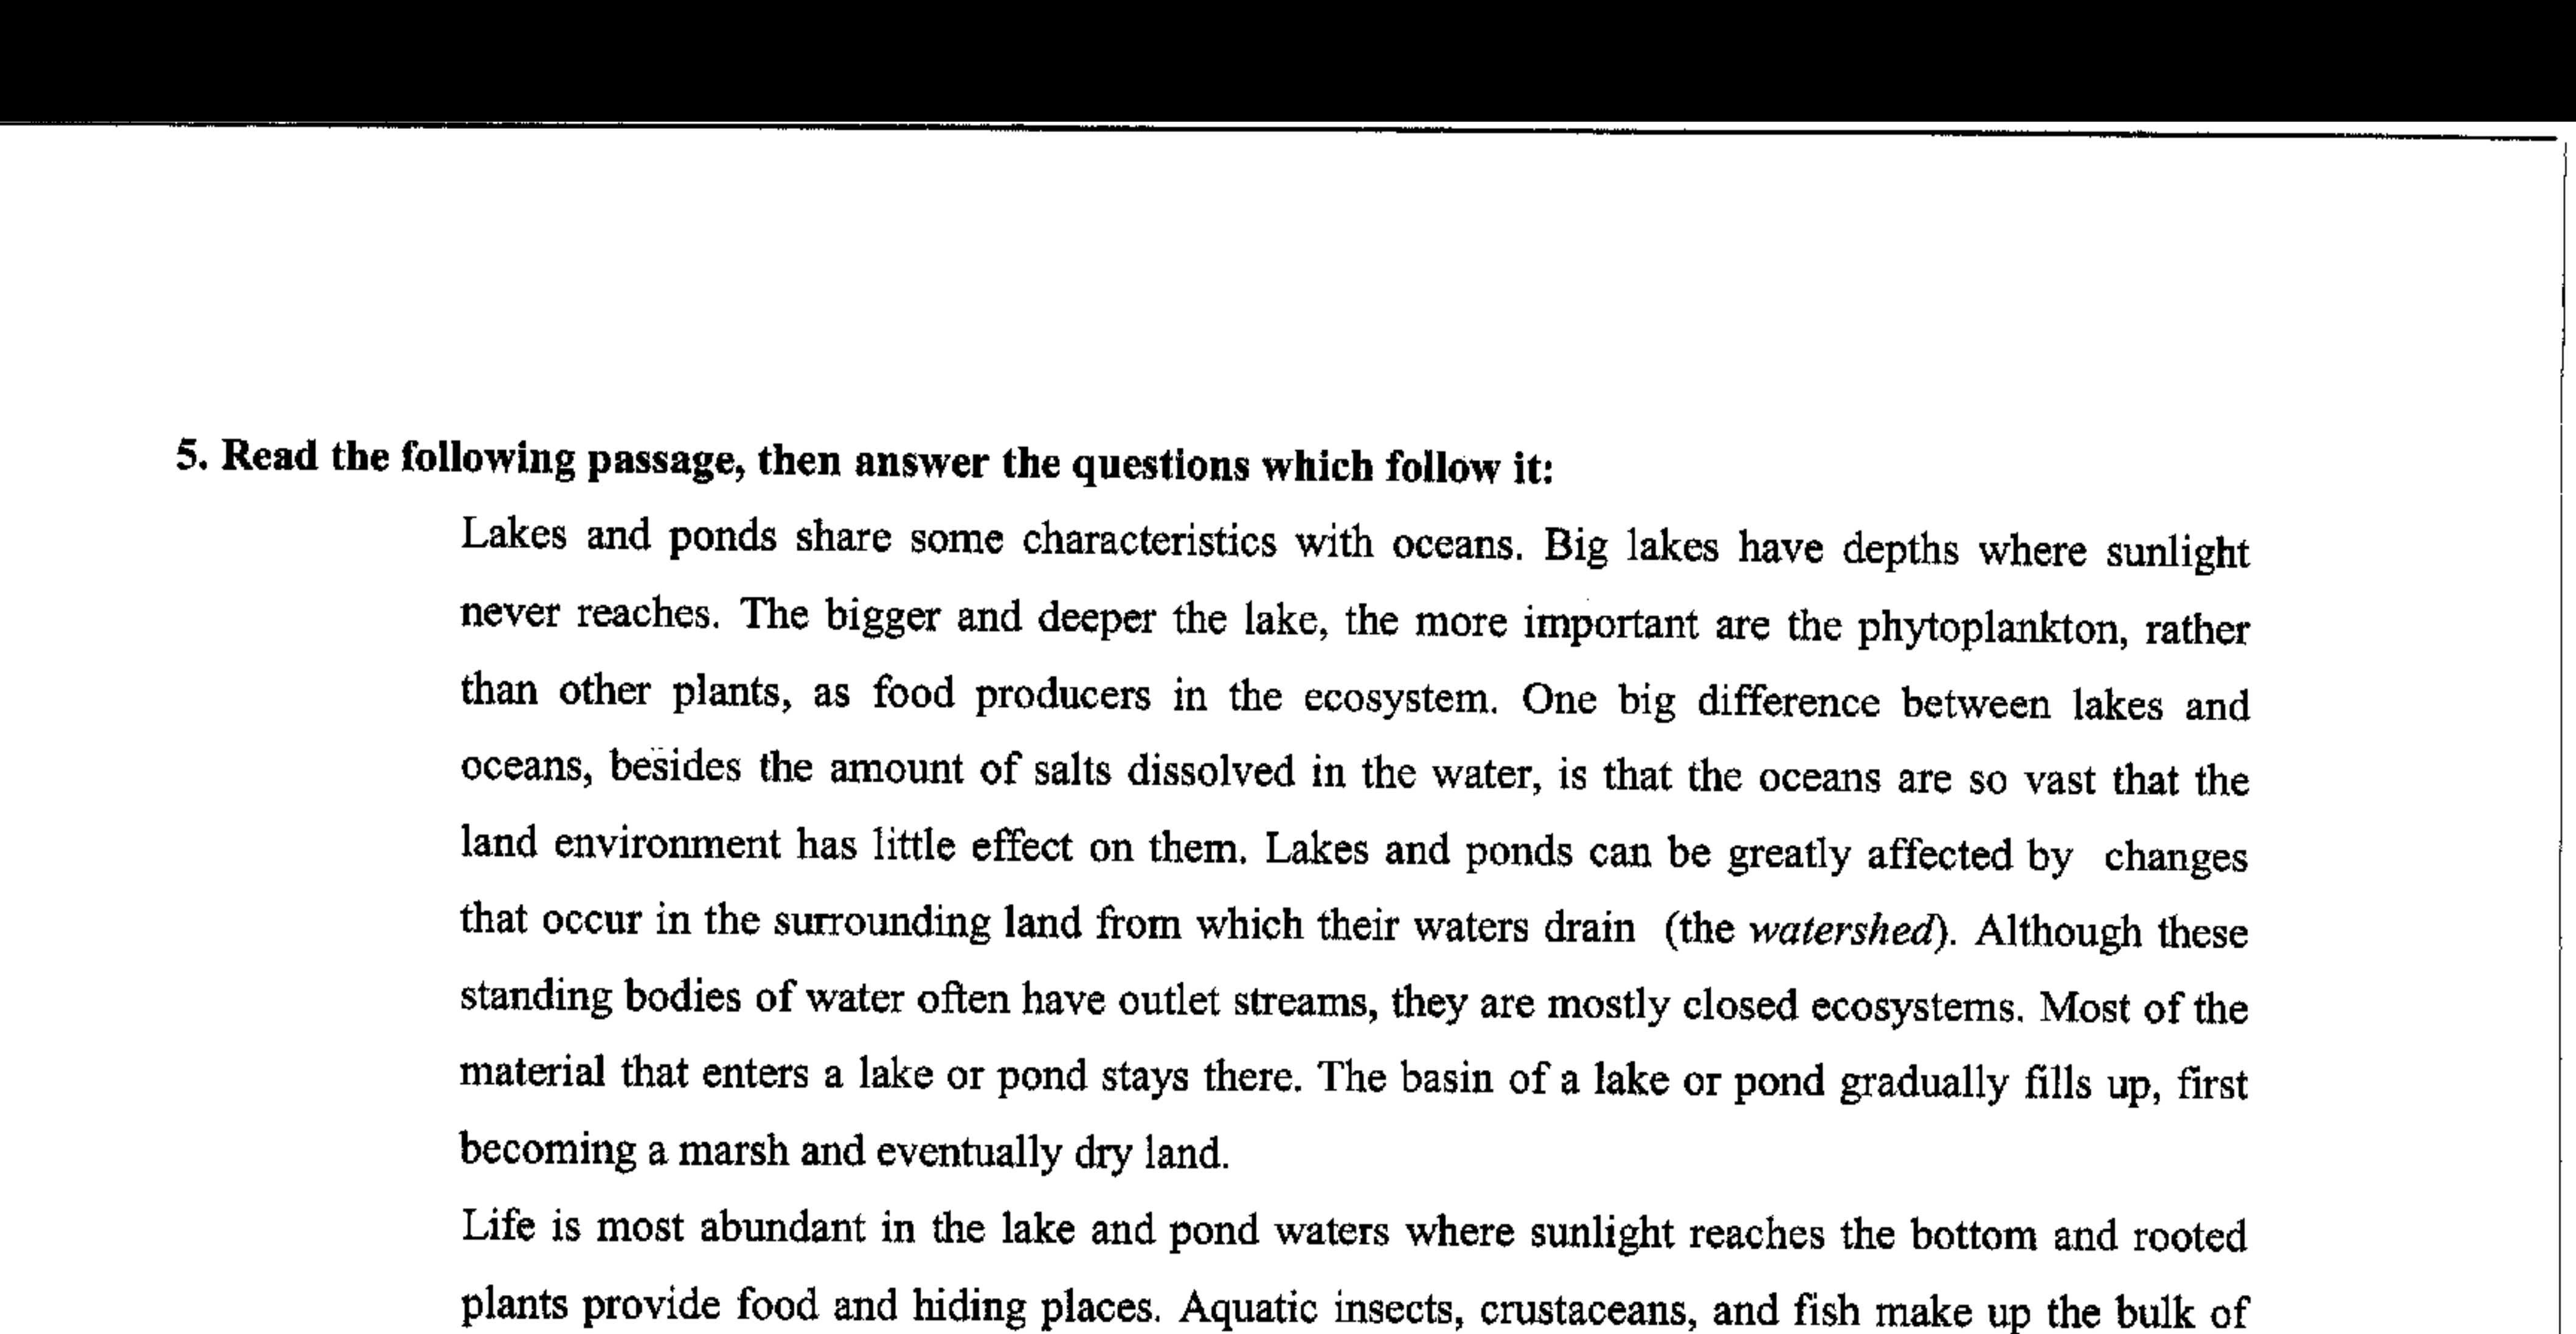 5. Read the following passage, then answer the questions which follow it:
Lakes and ponds share some characteristics with oceans. Big lakes have depths where sunlight
never reaches. The bigger and deeper the lake, the more important are the phytoplankton, rather
than other plants, as food producers in the ecosystem. One big difference between lakes and
oceans, besides the amount of salts dissolved in the water, is that the oceans are so vast that the
land environment has little effect on them. Lakes and ponds can be greatly affected by changes
that occur in the surrounding land from which their waters drain (the watershed). Although these
standing bodies of water often have outlet streams, they are mostly closed ecosystems. Most of the
material that enters a lake or pond stays there. The basin of a lake or pond gradually fills up, first
becoming a marsh and eventually dry land.
Life is most abundant in the lake and pond waters where sunlight reaches the bottom and rooted
plants provide food and hiding places. Aquatic insects, crustaceans, and fish make up the bulk of